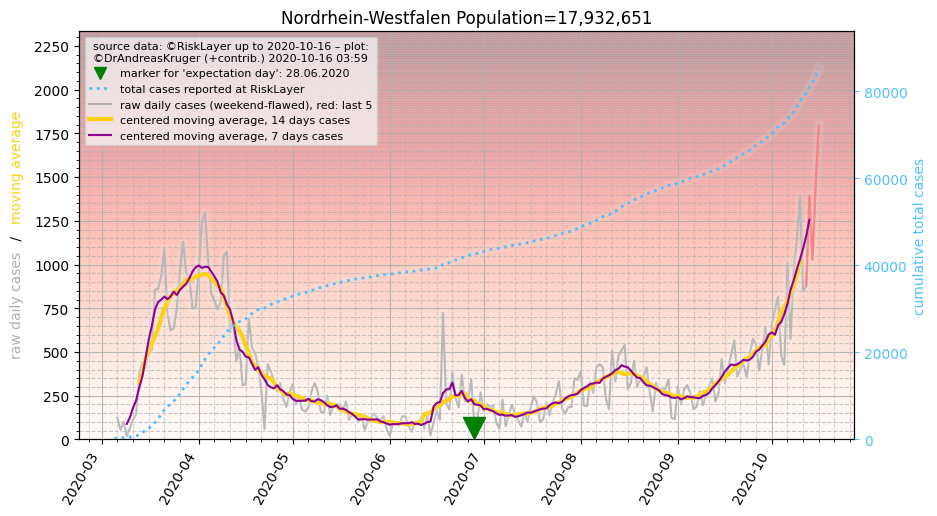 Nordrhein-Westfalen Population=17,932,651
source data: ©RiskLayer up to 2020-10-16 – plot:
©DrAndreasKruger (+contrib.) 2020-10-16 03:59
marker for 'expectation day': 28.06.2020
total cases reported at RiskLayer
raw daily cases (weekend-flawed), red: last 5
centered moving average, 14 days cases
centered moving average, 7 days cases
raw daily cases / moving average
2250
2000
1750
1500
1250
1000
750
500
250
0
80000
60000
40000
20000
0
cumulative total cases
2020-03
2020-04
2020-05
2020-06
2020-07
2020-08
2020-09
2020-10